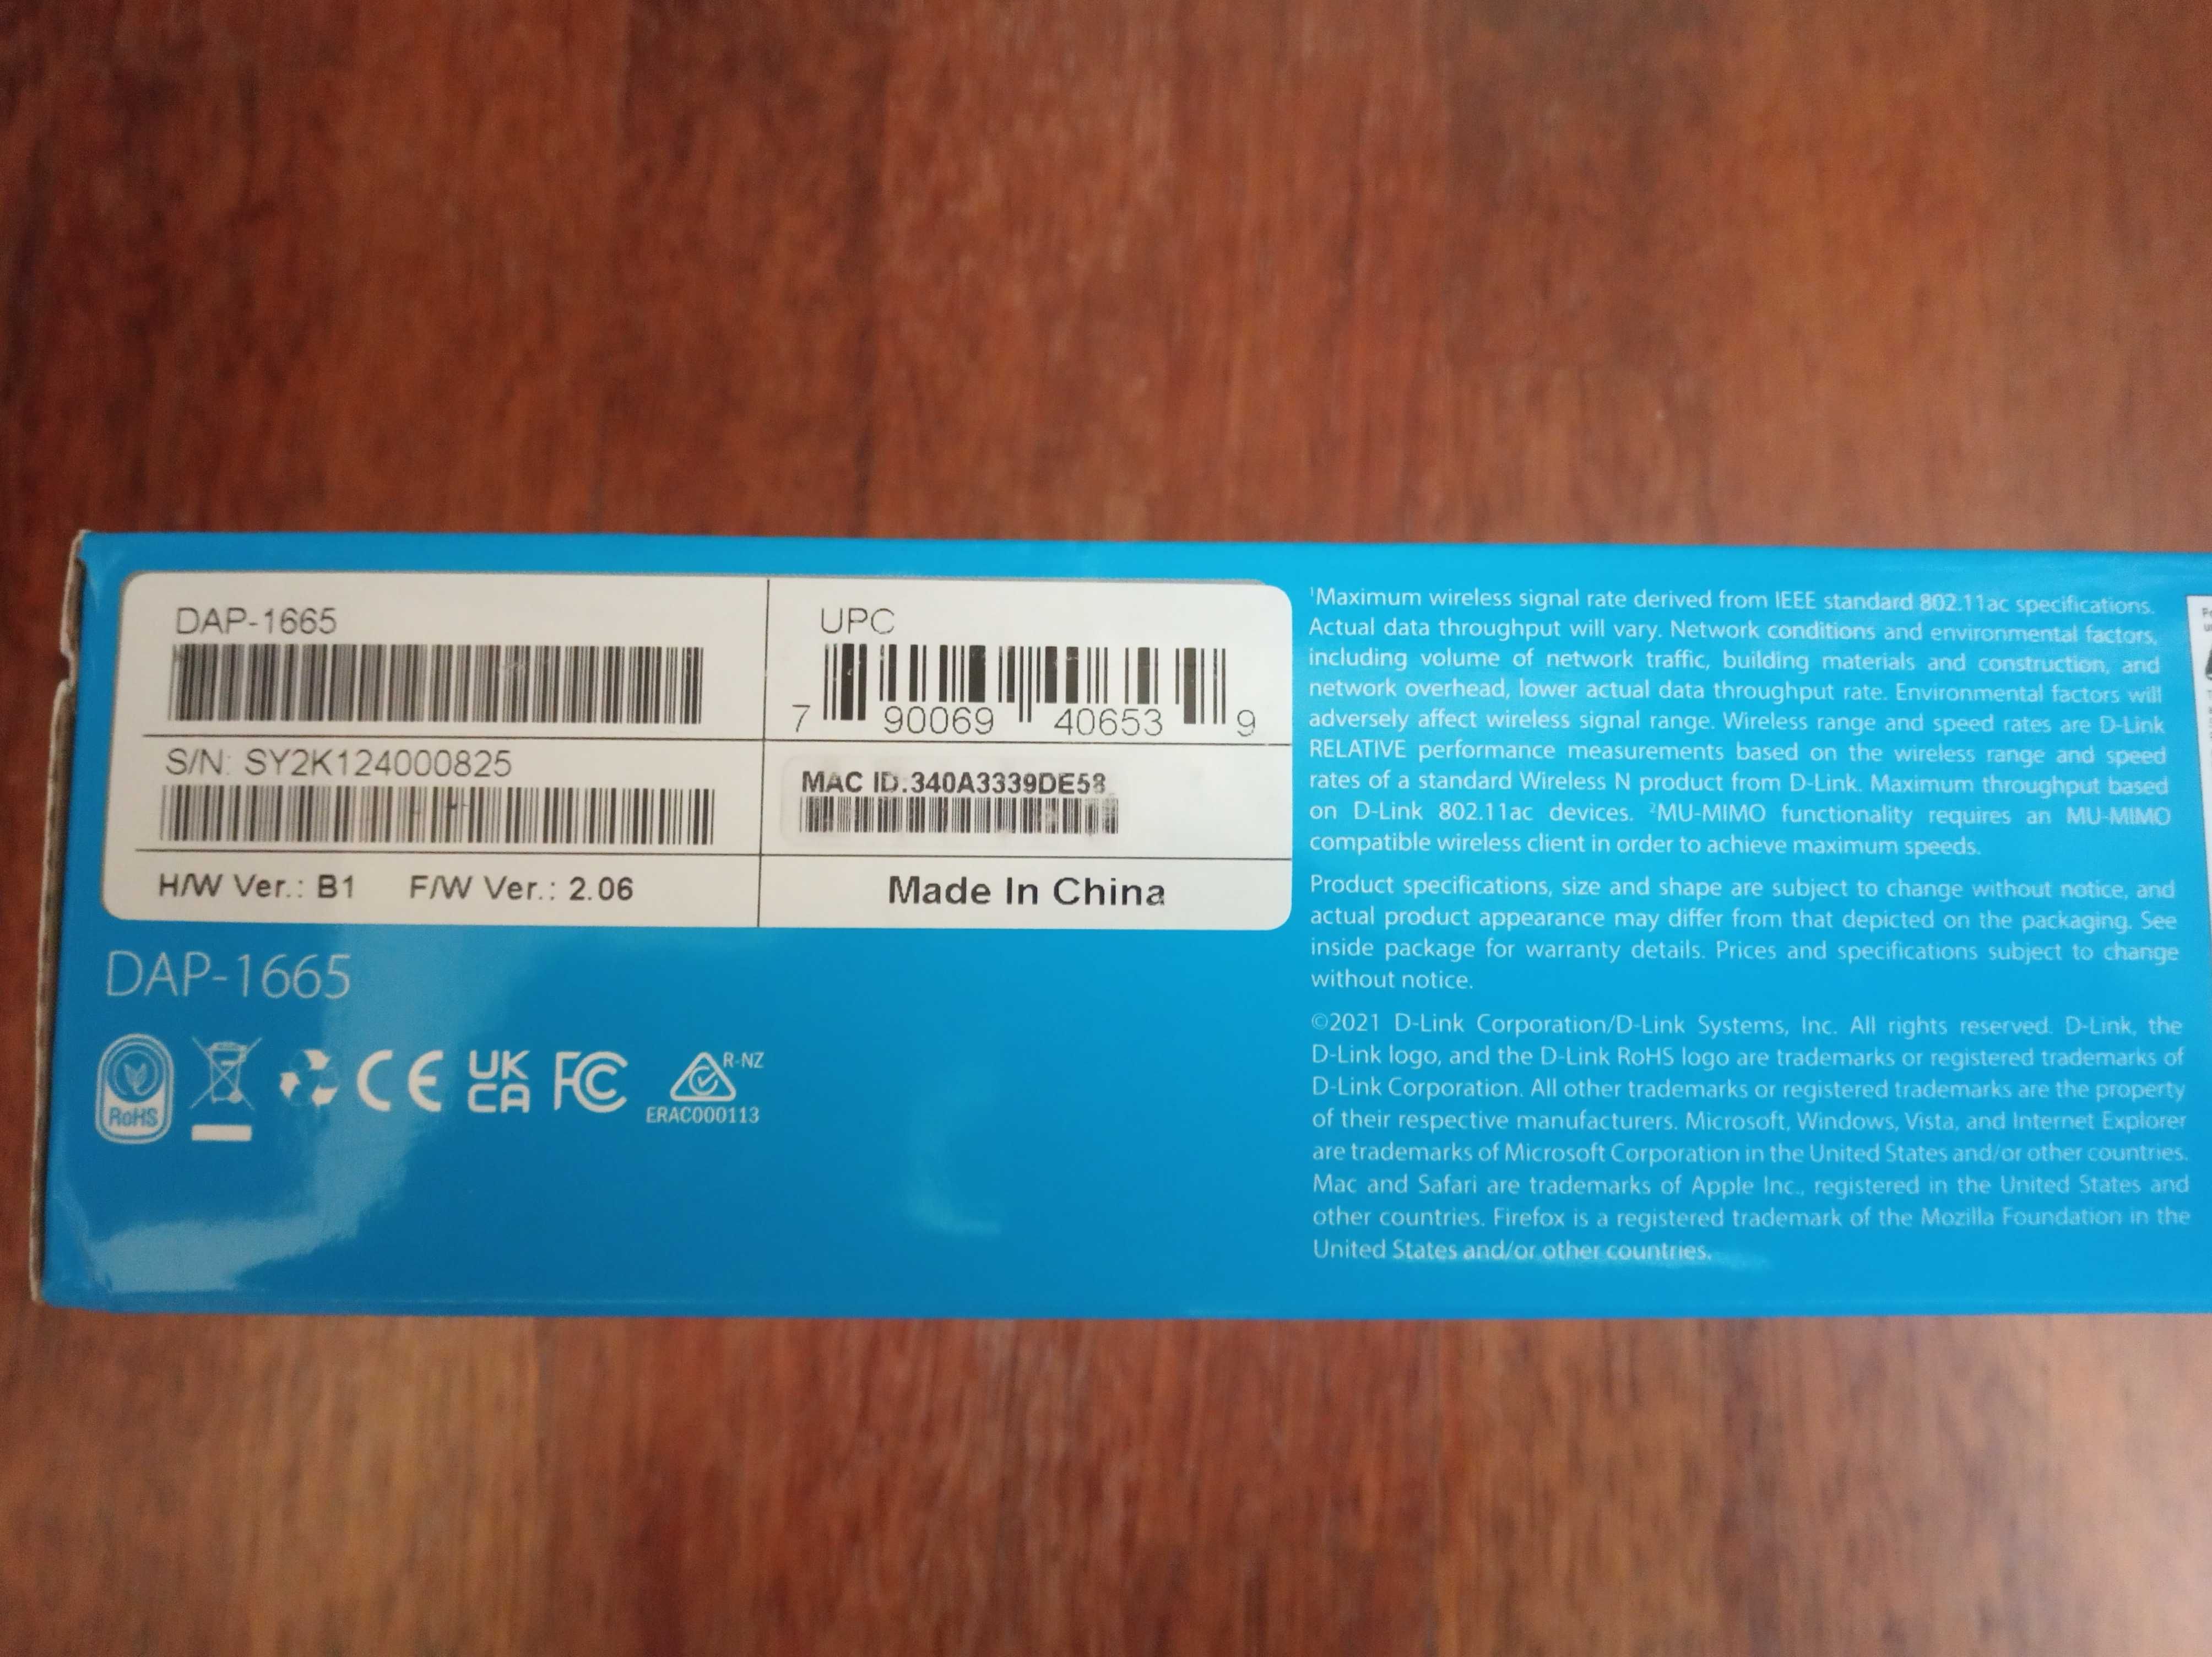 DAP-1665
S/N: SY2K124000825
H/W Ver.: B1 F/W Ver.: 2.06
UPC
7 90069 40653 9
MAC ID:340A3339DE58
Made In China
DAP-1665
RoHS
CE
UK
CA
FC
R-NZ
ERAC000113
¹Maximum wireless signal rate derived from IEEE standard 802.11ac specifications.
Actual data throughput will vary. Network conditions and environmental factors,
including volume of network traffic, building materials and construction, and
network overhead, lower actual data throughput rate. Environmental factors will
adversely affect wireless signal range. Wireless range and speed rates are D-Link
RELATIVE performance measurements based on the wireless range and speed
rates of a standard Wireless N product from D-Link. Maximum throughput based
on D-Link 802.11ac devices. ²MU-MIMO functionality requires an MU-MIMO
compatible wireless client in order to achieve maximum speeds.
Product specifications, size and shape are subject to change without notice, and
actual product appearance may differ from that depicted on the packaging. See
inside package for warranty details. Prices and specifications subject to change
without notice.
©2021 D-Link Corporation/D-Link Systems, Inc. All rights reserved. D-Link, the
D-Link logo, and the D-Link RoHS logo are trademarks or registered trademarks of
D-Link Corporation. All other trademarks or registered trademarks are the property
of their respective manufacturers. Microsoft, Windows, Vista, and Internet Explorer
are trademarks of Microsoft Corporation in the United States and/or other countries.
Mac and Safari are trademarks of Apple Inc., registered in the United States and
other countries. Firefox is a registered trademark of the Mozilla Foundation in the
United States and/or other countries.